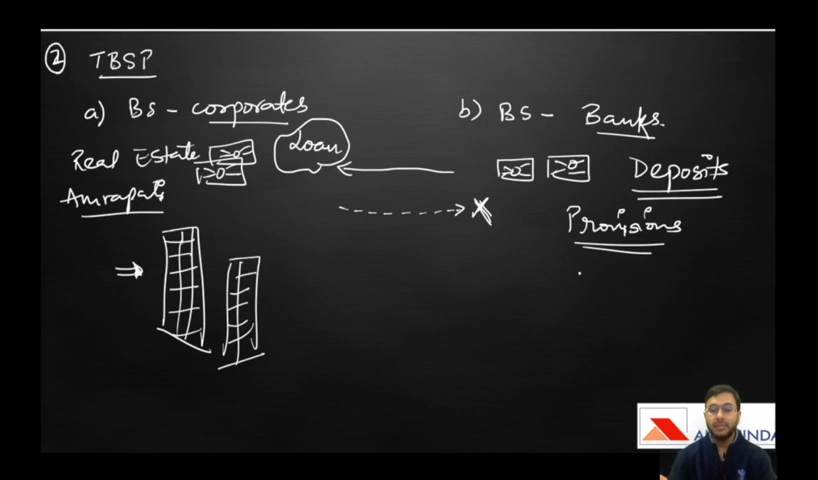 2 TBSP
a) BS - corporates
b) BS - Banks.
Real Estate
Loan
Deposits
Amrapali
Provisions